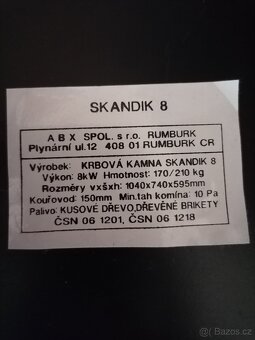 SKANDIK 8
A B X SPOL. s r.o. RUMBURK
Plynární ul.12 408 01 RUMBURK CR
Výrobek: KRBOVÁ KAMNA SKANDIK 8
Výkon: 8kW Hmotnost: 170/210 kg
Rozměry vxšxh: 1040x740x595mm
Kouřovod: 150mm Min.tah komína: 10 Pa
Palivo: KUSOVÉ DŘEVO,DŘEVĚNÉ BRIKETY
ČSN 06 1201, ČSN 06 1218
sbazar.cz